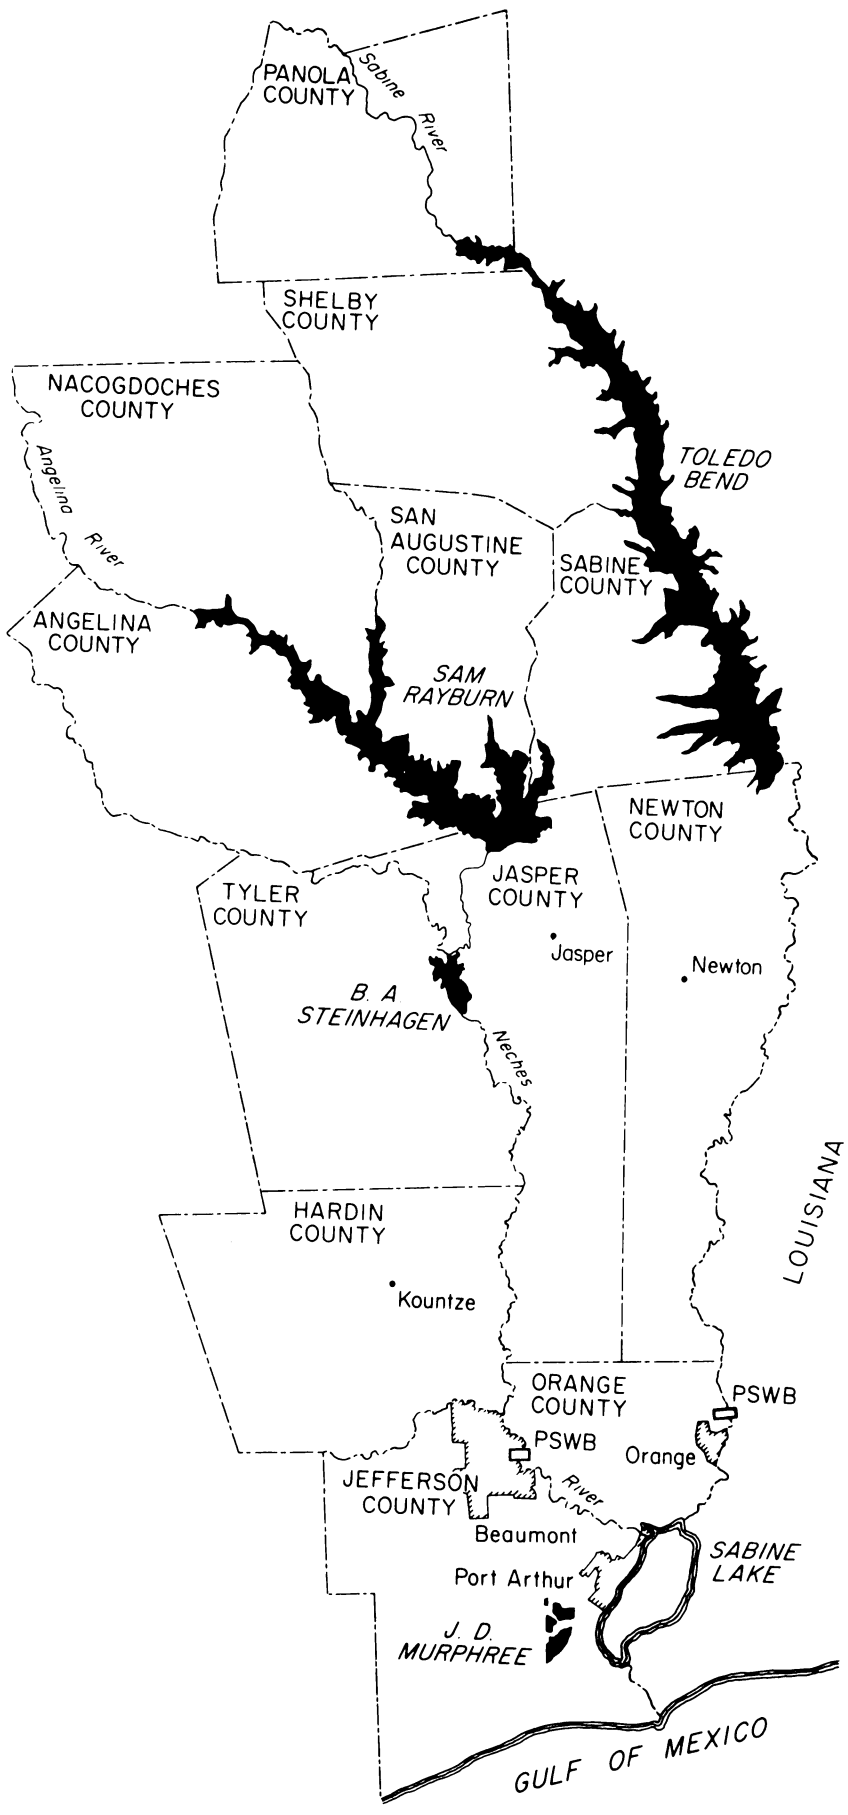 PANOLA
COUNTY
Sabine
River
SHELBY
COUNTY
NACOGDOCHES
COUNTY
Angelina
River
TOLEDO
BEND
SAN
AUGUSTINE
COUNTY
SABINE
COUNTY
ANGELINA
COUNTY
SAM
RAYBURN
NEWTON
COUNTY
JASPER
COUNTY
TYLER
COUNTY
Jasper
Newton
B. A
STEINHAGEN
Neches
LOUISIANA
HARDIN
COUNTY
Kountze
ORANGE
COUNTY
PSWB
PSWB
Orange
JEFFERSON
COUNTY
River
Beaumont
SABINE
LAKE
Port Arthur
J. D.
MURPHREE
GULF OF MEXICO